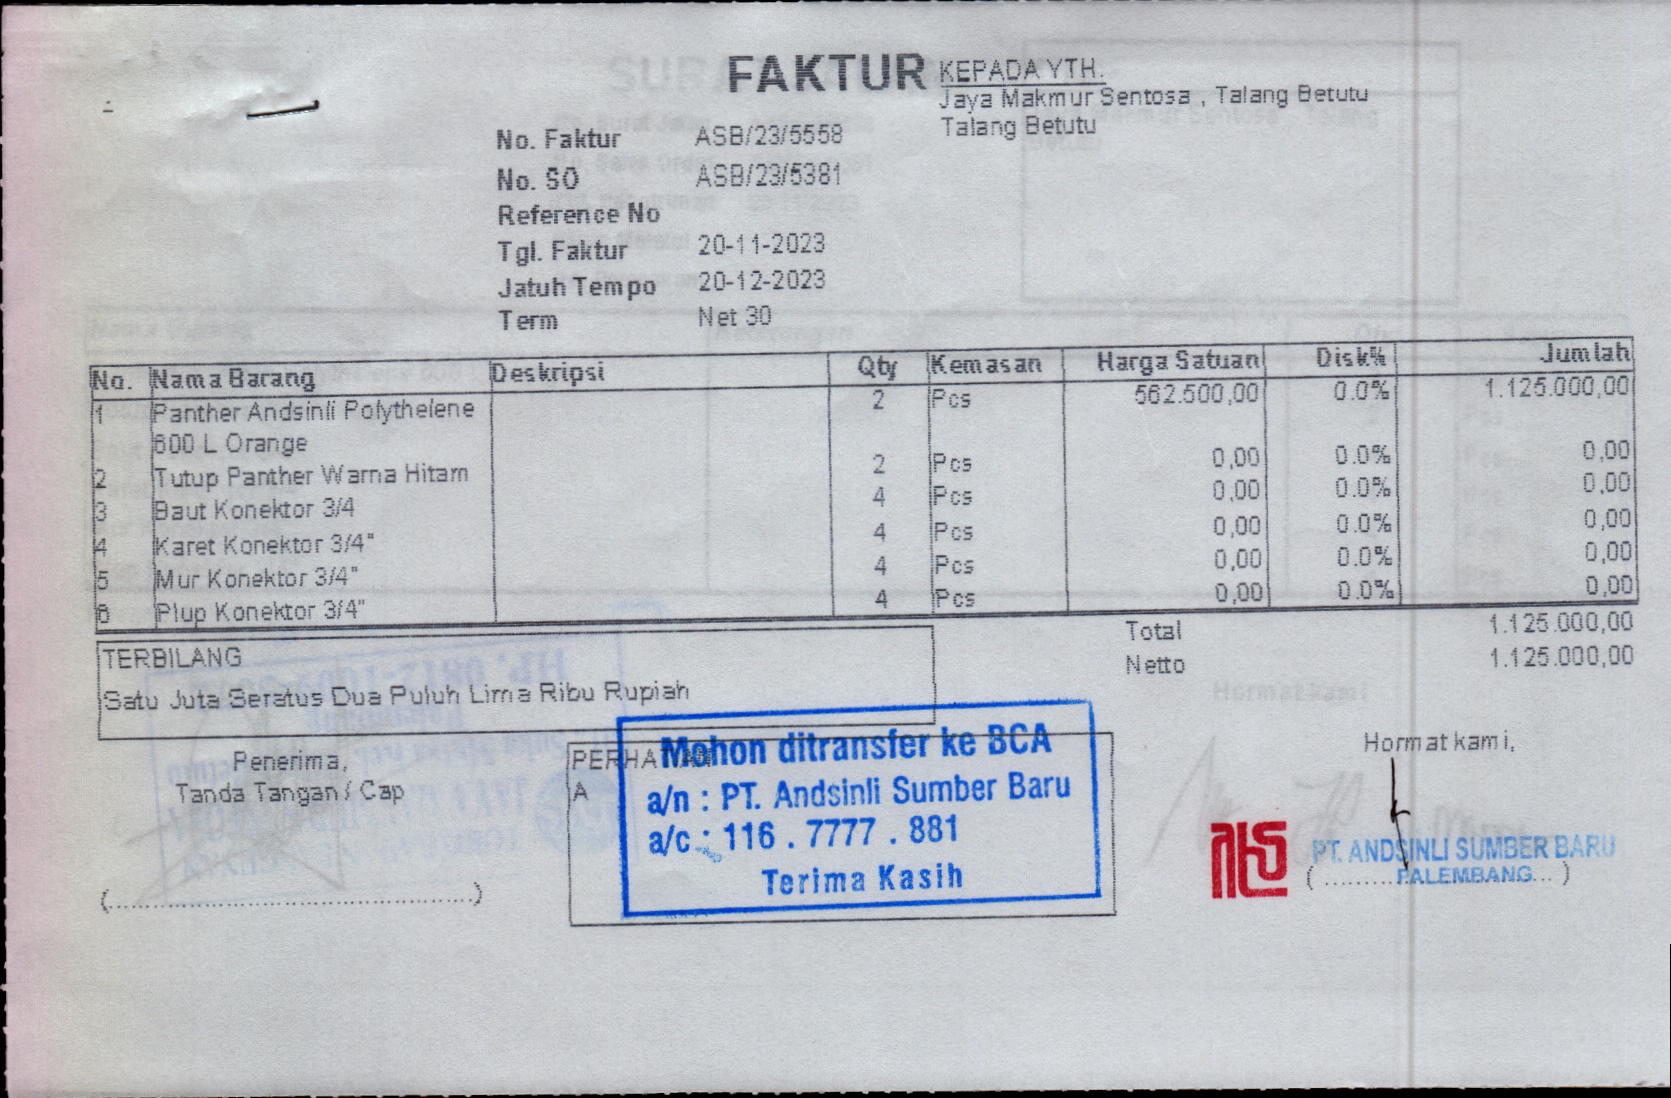 FAKTUR
KEPADA YTH.
Jaya Makmur Sentosa , Talang Betutu
Talang Betutu
No. Faktur ASB/23/5558
No. SO ASB/23/5381
Reference No
Tgl. Faktur 20-11-2023
Jatuh Tempo 20-12-2023
Term Net 30
No. Nama Barang Deskripsi Qty Kemasan Harga Satuan Disk% Jumlah
1 Panther Andsinli Polythelene 2 Pcs 562.500,00 0.0% 1.125.000,00
600 L Orange
2 Tutup Panther Warna Hitam 2 Pcs 0,00 0.0% 0,00
3 Baut Konektor 3/4 4 Pcs 0,00 0.0% 0,00
4 Karet Konektor 3/4" 4 Pcs 0,00 0.0% 0,00
5 Mur Konektor 3/4" 4 Pcs 0,00 0.0% 0,00
6 Plup Konektor 3/4" 4 Pcs 0,00 0.0% 0,00
Total 1.125.000,00
Netto 1.125.000,00
TERBILANG
Satu Juta Seratus Dua Puluh Lima Ribu Rupiah
Penerima,
Tanda Tangan / Cap
(................................................)
PERHATIAN
A
Mohon ditransfer ke BCA
a/n : PT. Andsinli Sumber Baru
a/c : 116 . 7777 . 881
Terima Kasih
Hormat kami,
PT. ANDSINLI SUMBER BARU
PALEMBANG